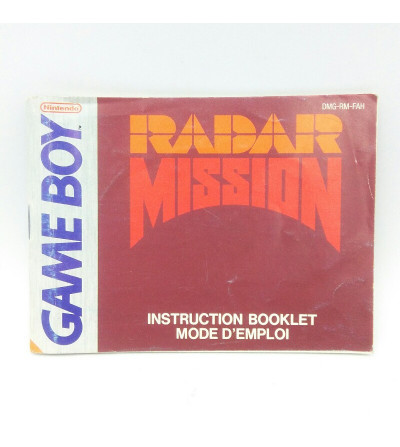 Nintendo
GAME BOY
DMG-RM-FAH
RADAR
MISSION
INSTRUCTION BOOKLET
MODE D'EMPLOI